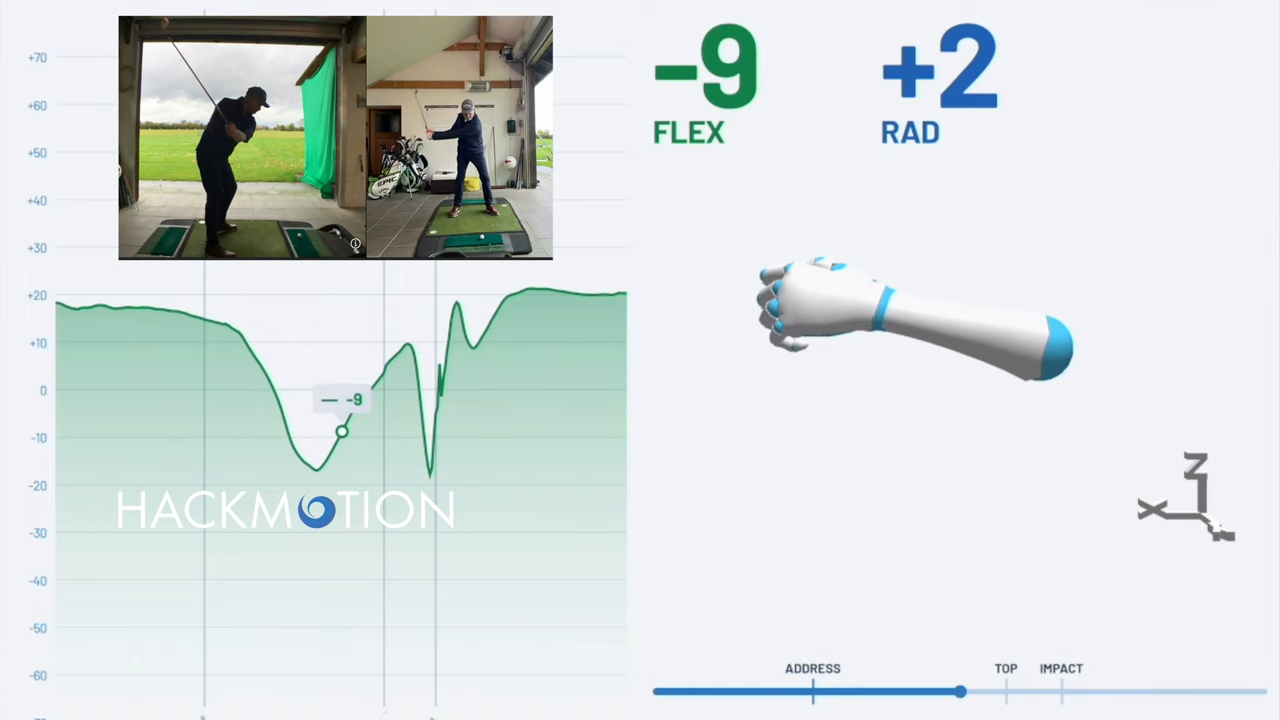 +70
+60
+50
+40
+30
+20
+10
0
-10
-20
-30
-40
-50
-60
EPIC
— -9
HACKMOTION
-9
FLEX
+2
RAD
Z
X
ADDRESS
TOP
IMPACT